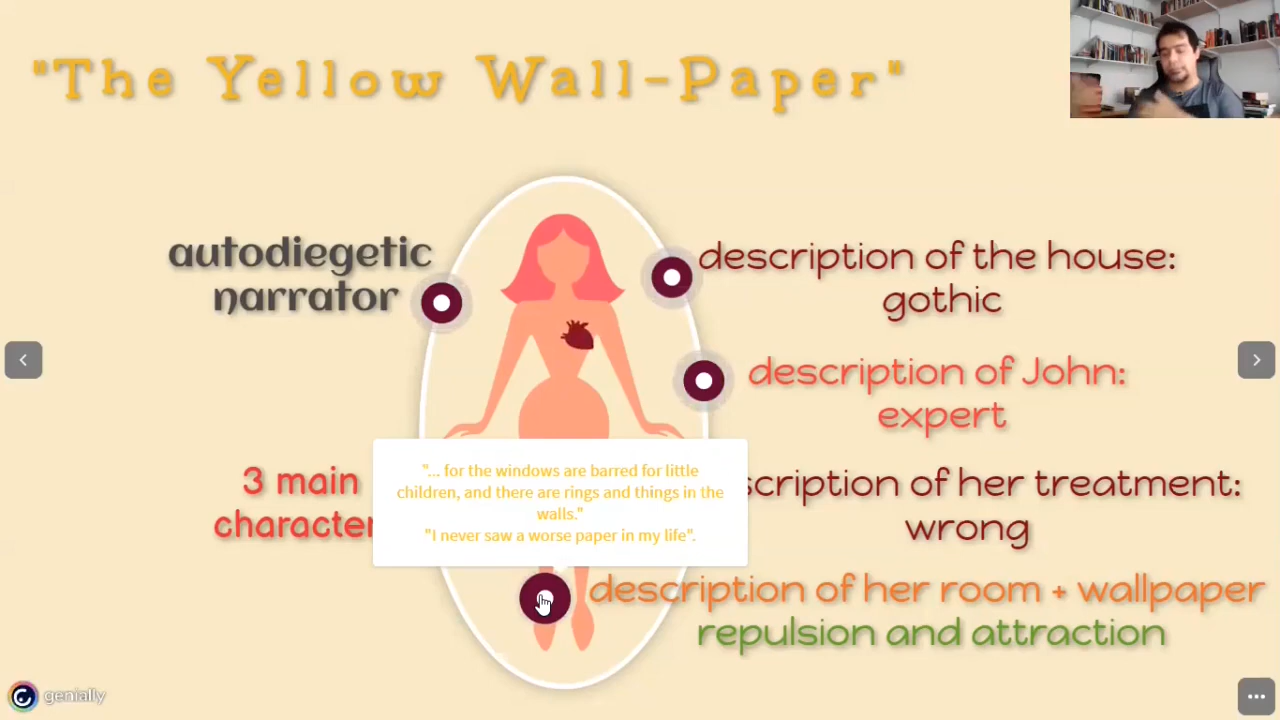 "The Yellow Wall-Paper"
autodiegetic
narrator
description of the house:
gothic
description of John:
expert
3 main
"... for the windows are barred for little
children, and there are rings and things in the
walls."
"I never saw a worse paper in my life".
of her treatment:
wrong
description of her room + wallpaper
repulsion and attraction
genially